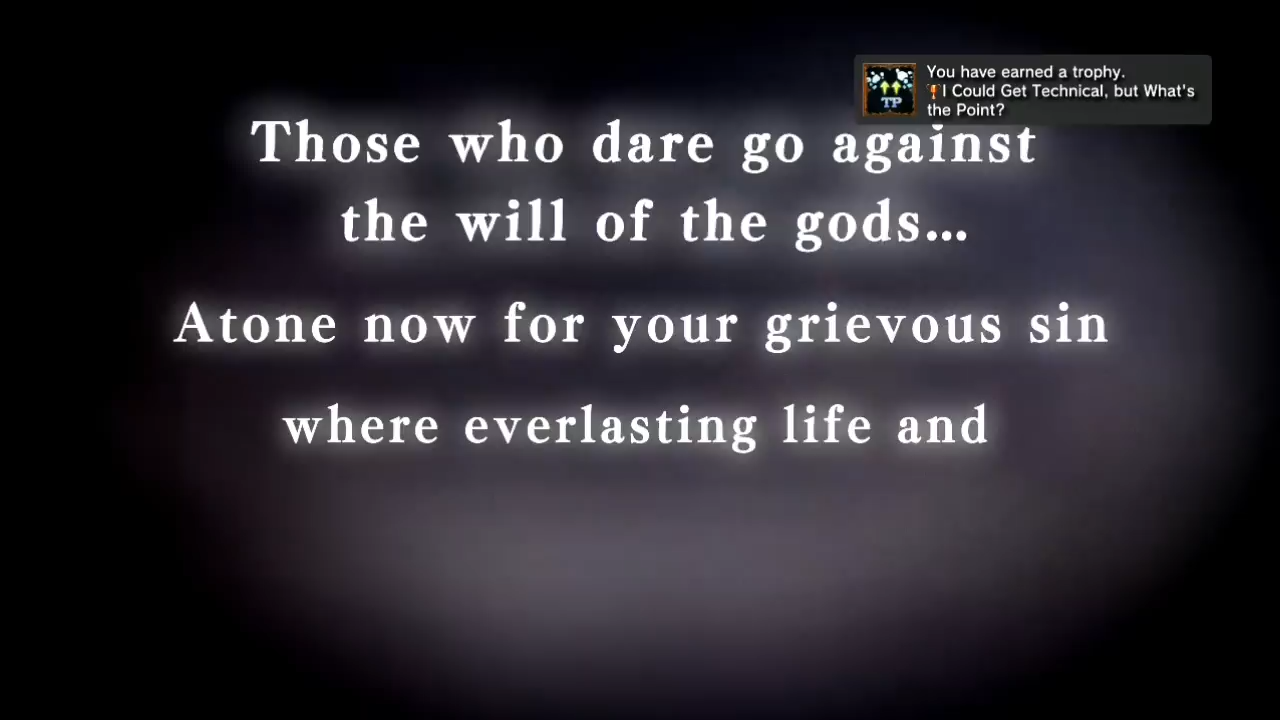 You have earned a trophy.
I Could Get Technical, but What's
the Point?
TP
Those who dare go against
the will of the gods...
Atone now for your grievous sin
where everlasting life and